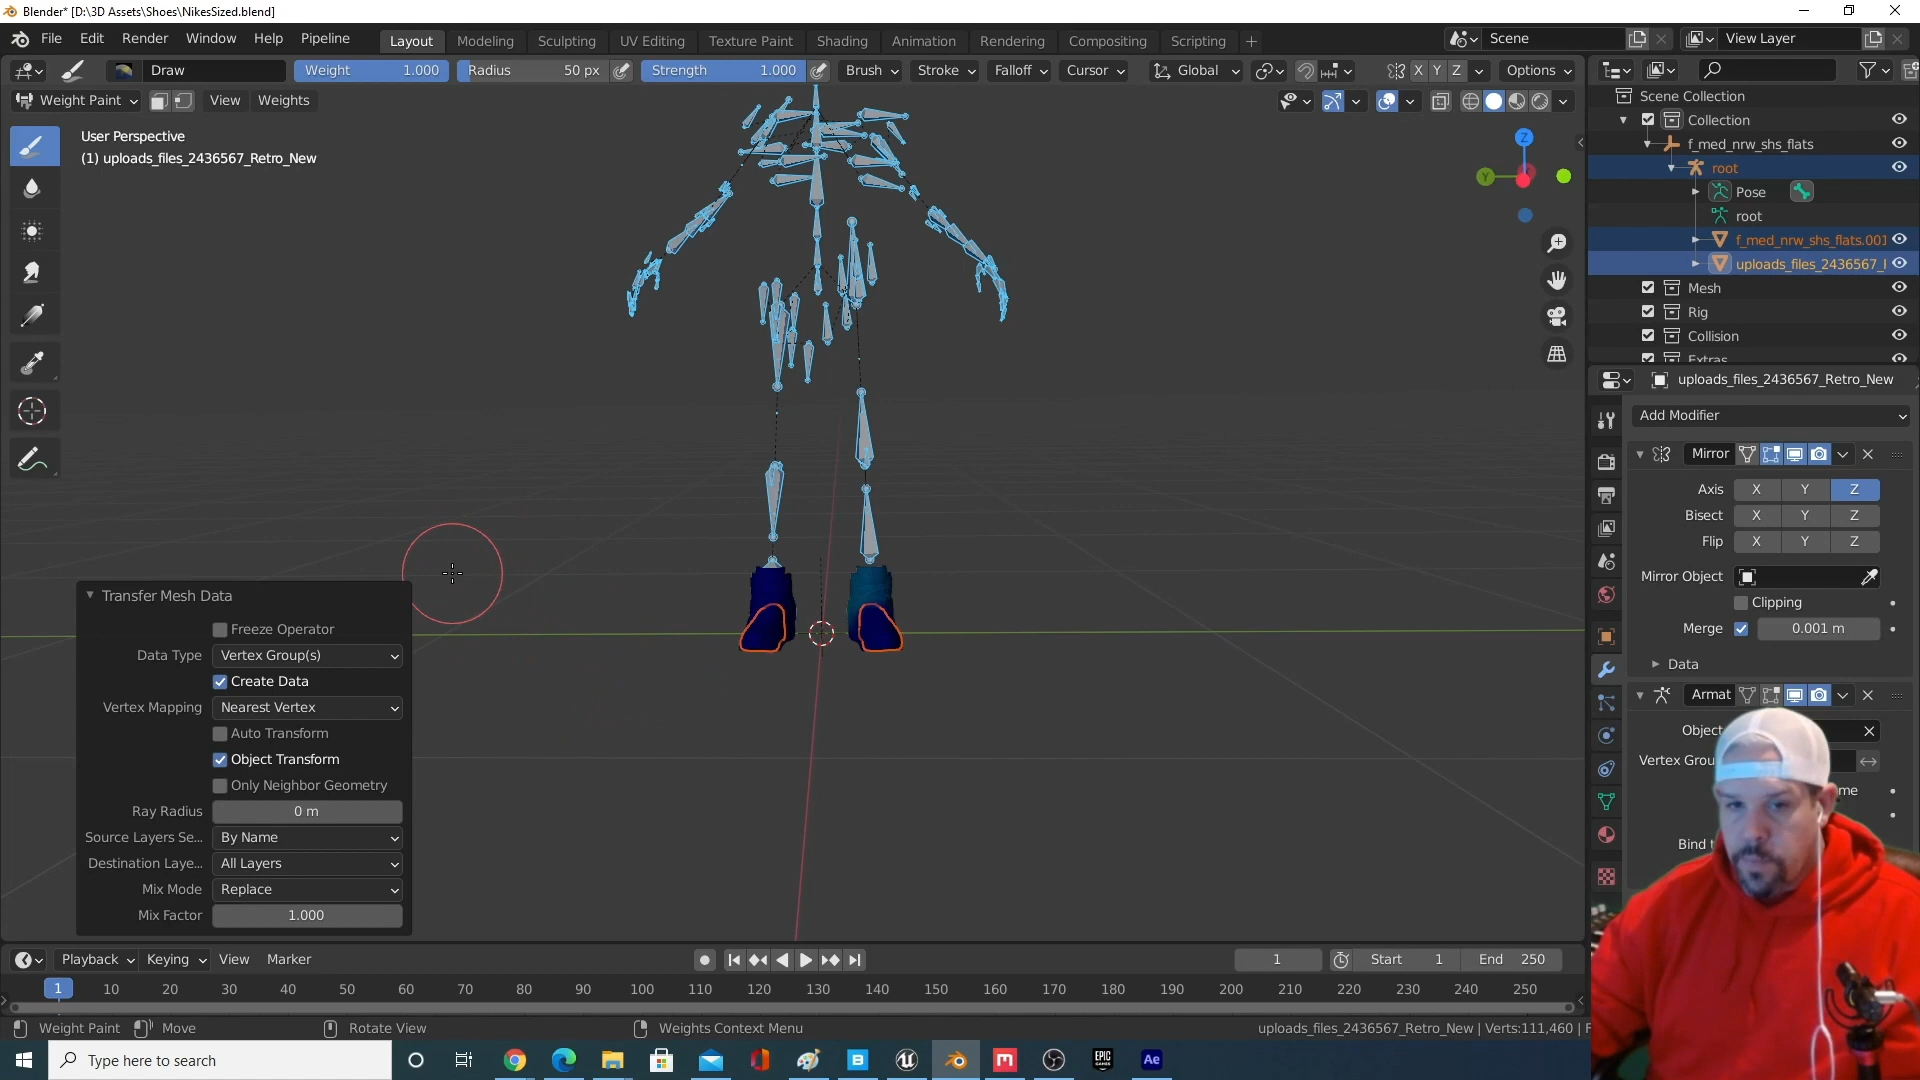 Blender* [D:\3D Assets\Shoes\NikesSized.blend]
File Edit Render Window Help Pipeline Layout Modeling Sculpting UV Editing Texture Paint Shading Animation Rendering Compositing Scripting + Scene View Layer
Draw Weight 1.000 Radius 50 px Strength 1.000 Brush Stroke Falloff Cursor Global X Y Z Options
Weight Paint View Weights
User Perspective
(1) uploads_files_2436567_Retro_New
Z
Y
Scene Collection
Collection
f_med_nrw_shs_flats
root
Pose
root
f_med_nrw_shs_flats.001
uploads_files_2436567_
Mesh
Rig
Collision
Extras
uploads_files_2436567_Retro_New
Add Modifier
Mirror
Axis X Y Z
Bisect X Y Z
Flip X Y Z
Mirror Object
Clipping
Merge 0.001 m
Data
Armat
Object
Vertex Grou
me
Bind t
Transfer Mesh Data
Freeze Operator
Data Type Vertex Group(s)
Create Data
Vertex Mapping Nearest Vertex
Auto Transform
Object Transform
Only Neighbor Geometry
Ray Radius 0 m
Source Layers Se... By Name
Destination Laye... All Layers
Mix Mode Replace
Mix Factor 1.000
Playback Keying View Marker 1 Start 1 End 250
1 10 20 30 40 50 60 70 80 90 100 110 120 130 140 150 160 170 180 190 200 210 220 230 240 250
Weight Paint Move Rotate View Weights Context Menu uploads_files_2436567_Retro_New | Verts:111,460 | F
Type here to search
EPIC GAMES
Ae